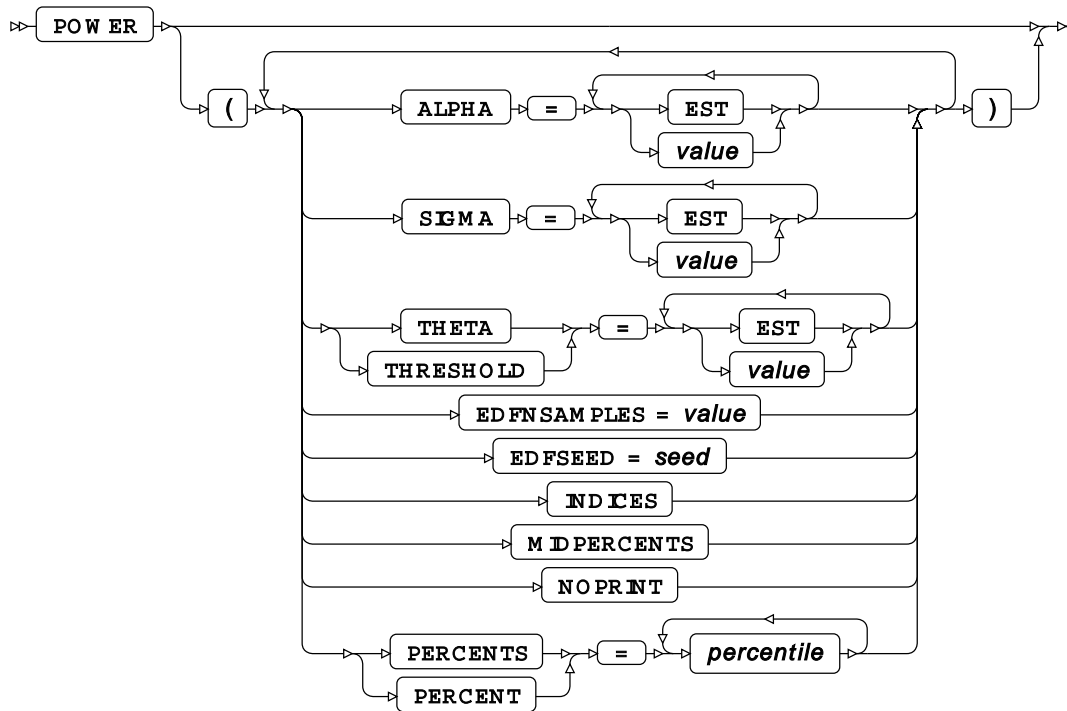 POWER
( ALPHA = EST )
value
SIGMA = EST
value
THETA = EST
THRESHOLD value
EDFNSAMPLES = value
EDFSEED = seed
INDICES
MIDPERCENTS
NOPRINT
PERCENTS = percentile
PERCENT